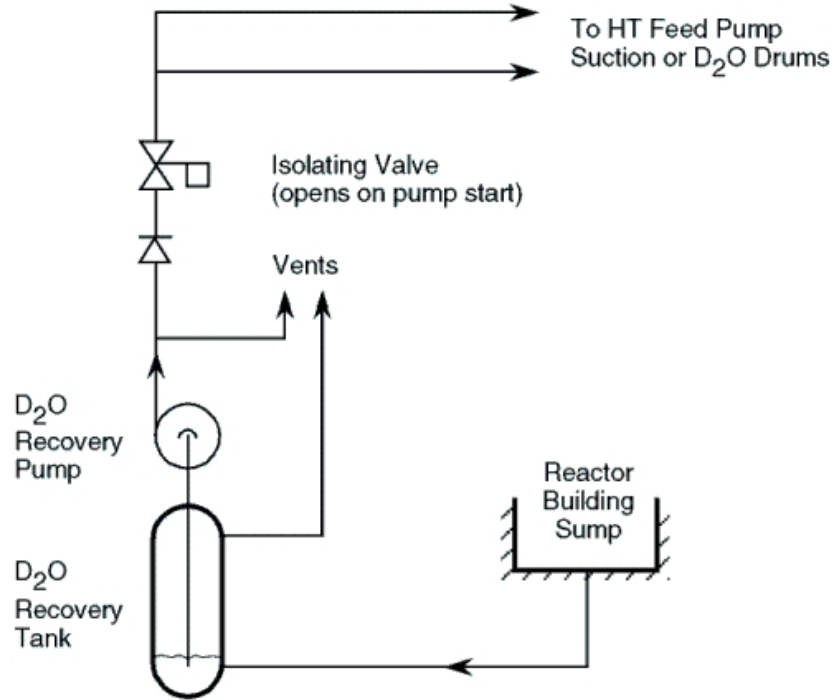 To HT Feed Pump
Suction or D₂O Drums
Isolating Valve
(opens on pump start)
Vents
D₂O
Recovery
Pump
Reactor
Building
Sump
D₂O
Recovery
Tank